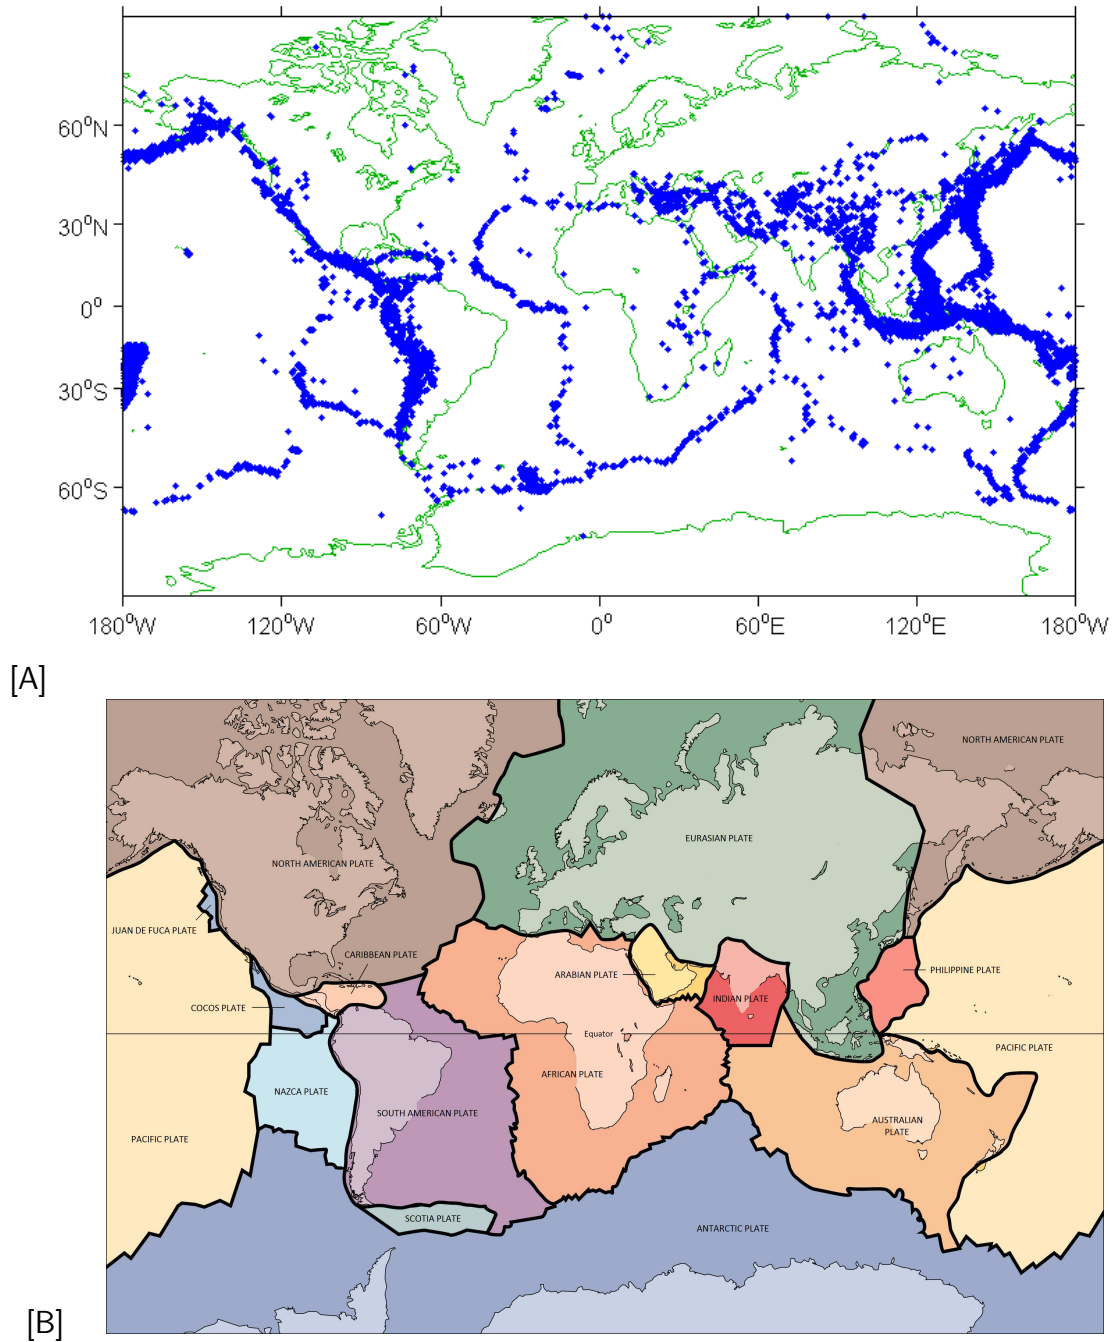 60°N
30°N
0°
30°S
60°S
180°W
120°W
60°W
0°
60°E
120°E
180°W
[A]
NORTH AMERICAN PLATE
EURASIAN PLATE
NORTH AMERICAN PLATE
JUAN DE FUCA PLATE
CARIBBEAN PLATE
ARABIAN PLATE
PHILIPPINE PLATE
INDIAN PLATE
COCOS PLATE
Equator
PACIFIC PLATE
AFRICAN PLATE
NAZCA PLATE
SOUTH AMERICAN PLATE
AUSTRALIAN
PLATE
PACIFIC PLATE
SCOTIA PLATE
ANTARCTIC PLATE
[B]